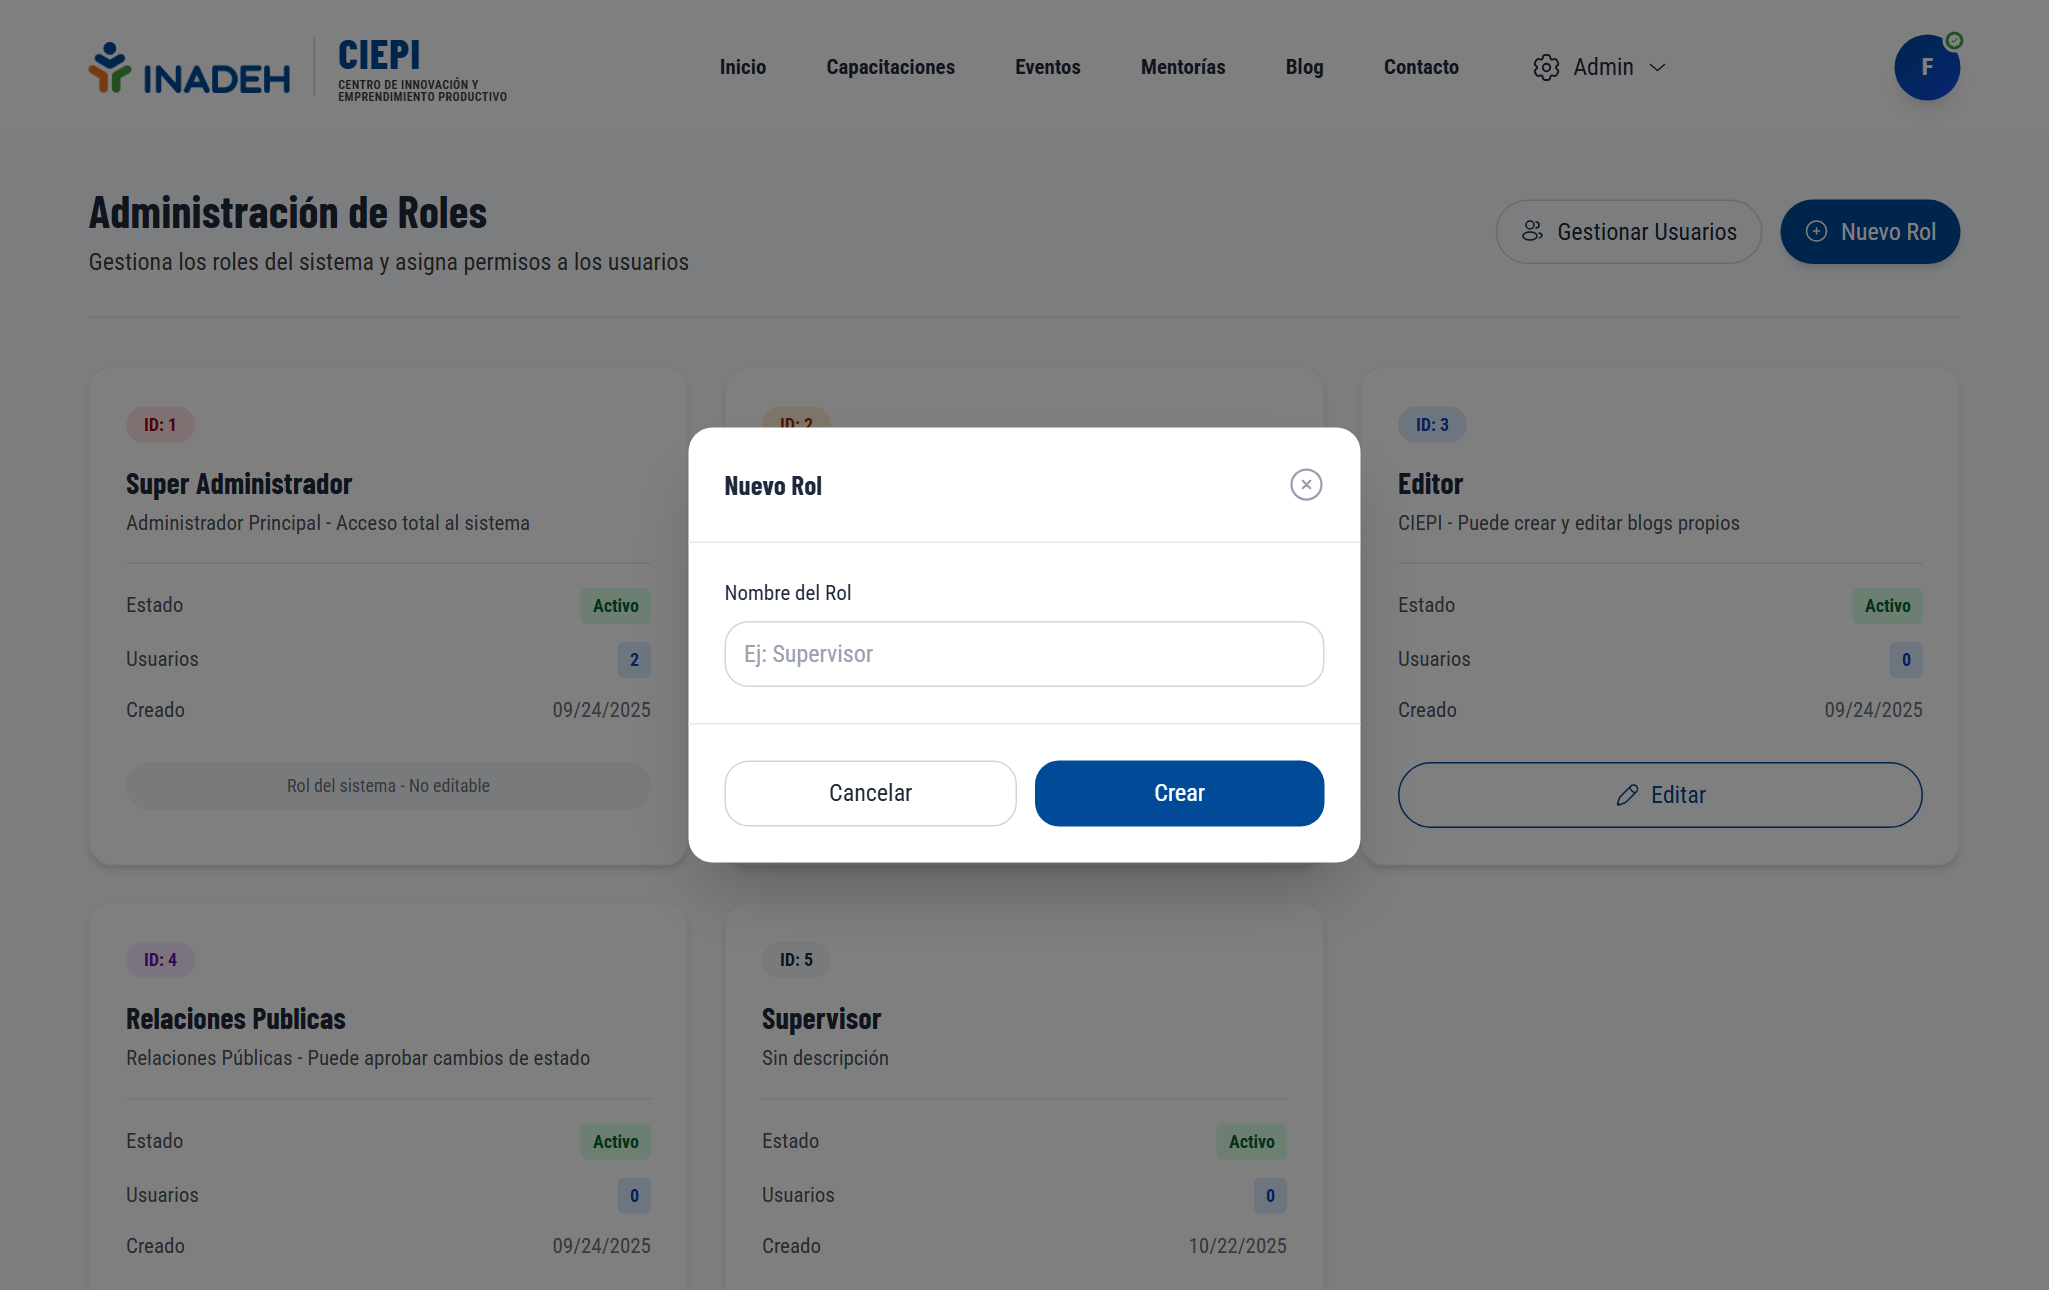 INADEH
CIEPI
CENTRO DE INNOVACIÓN Y
EMPRENDIMIENTO PRODUCTIVO
Inicio
Capacitaciones
Eventos
Mentorías
Blog
Contacto
Admin
F
Administración de Roles
Gestiona los roles del sistema y asigna permisos a los usuarios
Gestionar Usuarios
Nuevo Rol
ID: 1
Super Administrador
Administrador Principal - Acceso total al sistema
Estado
Activo
Usuarios
2
Creado
09/24/2025
Rol del sistema - No editable
ID: 2
Nuevo Rol
Nombre del Rol
Ej: Supervisor
Cancelar
Crear
ID: 3
Editor
CIEPI - Puede crear y editar blogs propios
Estado
Activo
Usuarios
0
Creado
09/24/2025
Editar
ID: 4
Relaciones Publicas
Relaciones Públicas - Puede aprobar cambios de estado
Estado
Activo
Usuarios
0
Creado
09/24/2025
ID: 5
Supervisor
Sin descripción
Estado
Activo
Usuarios
0
Creado
10/22/2025